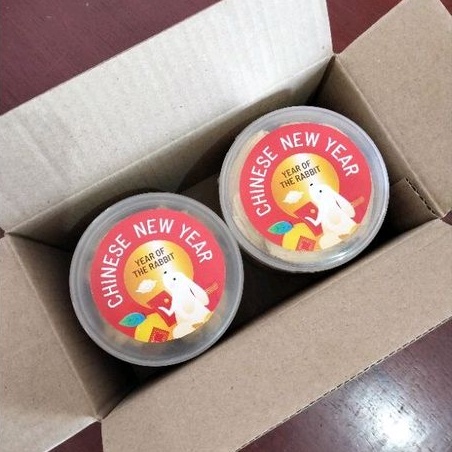 CHINESE NEW YEAR
YEAR OF
THE RABBIT
CHINESE NEW YEAR
YEAR OF
THE RABBIT